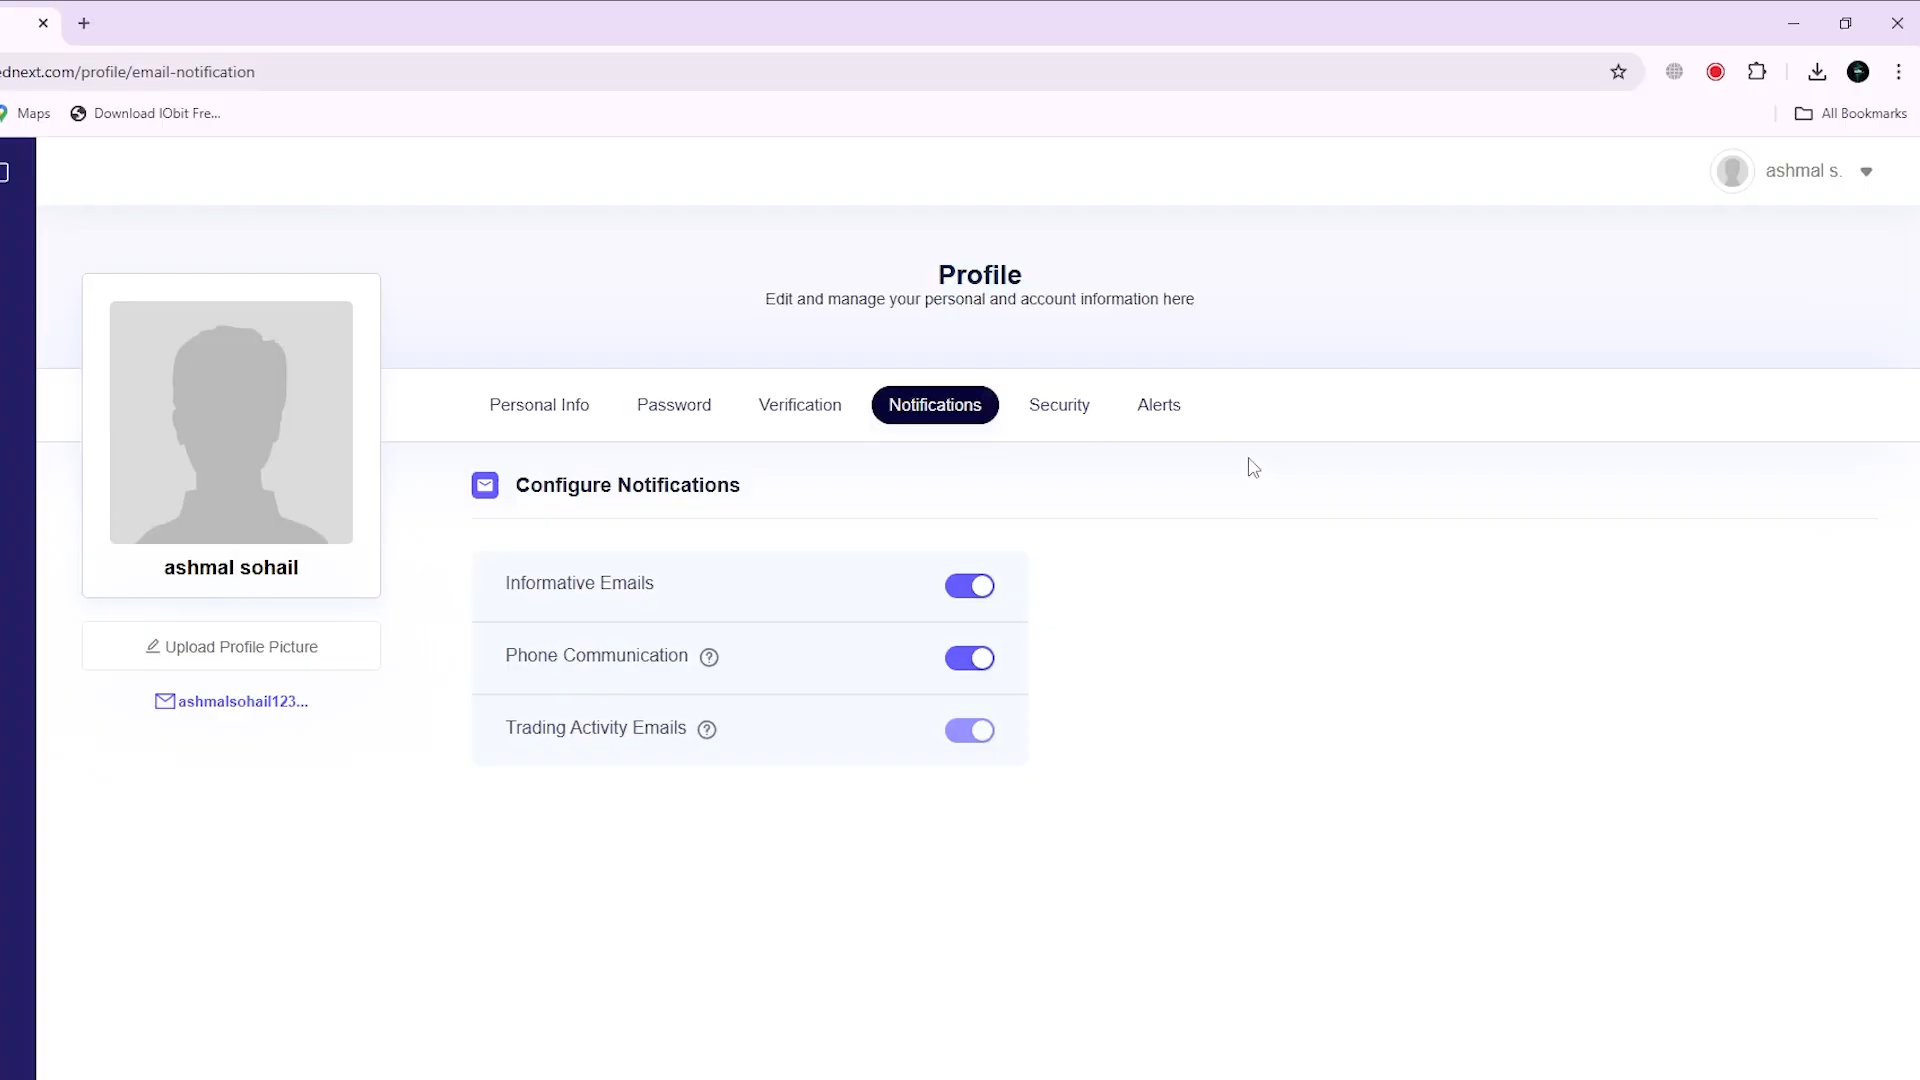 ednext.com/profile/email-notification
Maps
Download IObit Fre...
All Bookmarks
ashmal s.
Profile
Edit and manage your personal and account information here
Personal Info
Password
Verification
Notifications
Security
Alerts
Configure Notifications
ashmal sohail
Upload Profile Picture
ashmalsohail123...
Informative Emails
Phone Communication ?
Trading Activity Emails ?